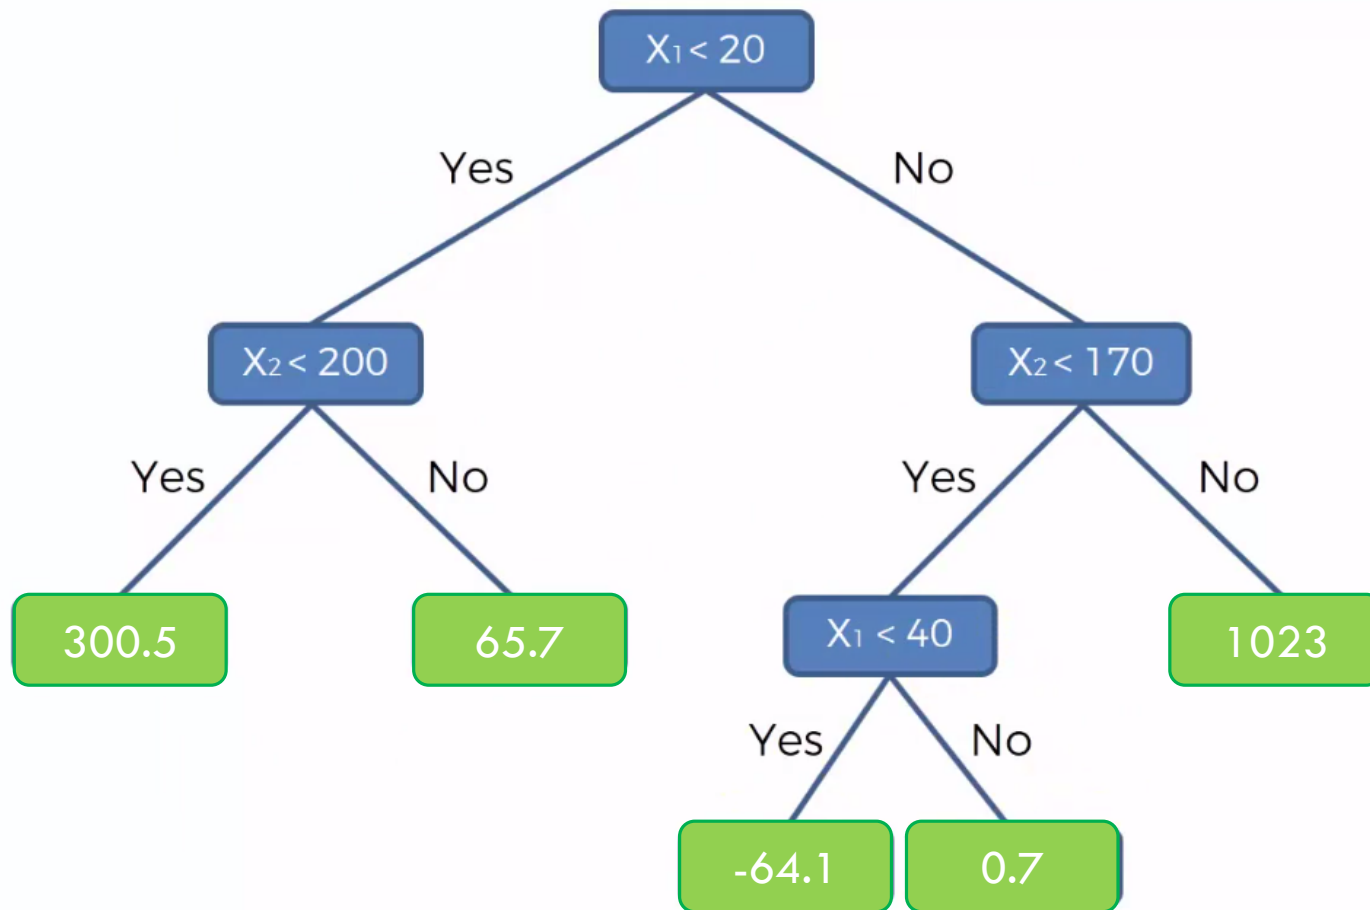 X₁ < 20
Yes
No
X₂ < 200
X₂ < 170
Yes
No
Yes
No
300.5
65.7
X₁ < 40
1023
Yes
No
-64.1
0.7